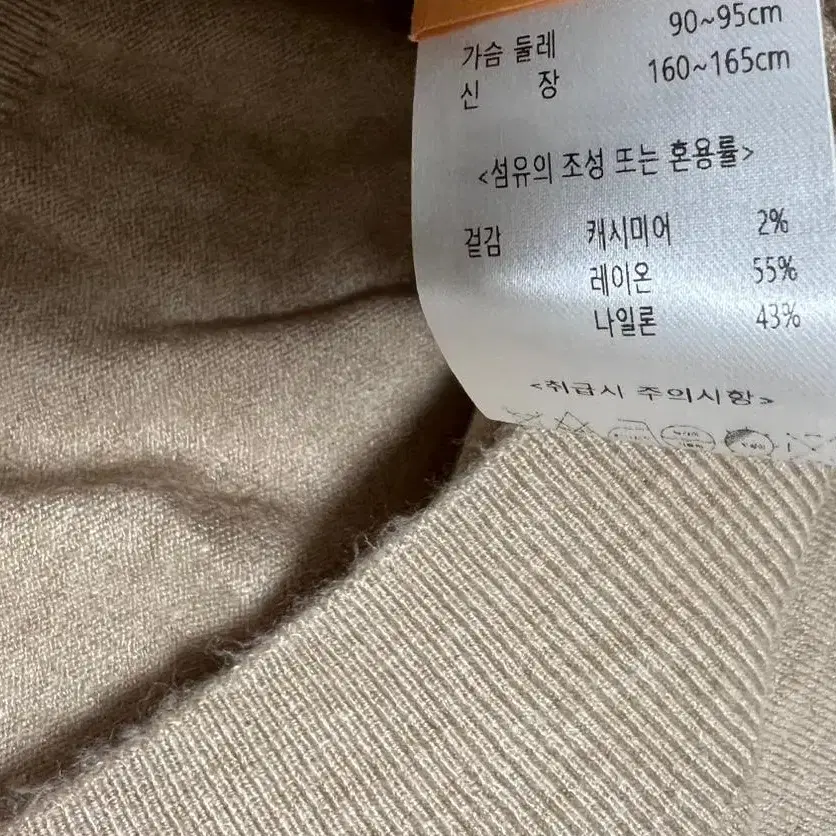 가슴 둘레 90~95cm
신 장 160~165cm
<섬유의 조성 또는 혼용률>
겉감 캐시미어 2%
레이온 55%
나일론 43%
<취급시 주의사항>